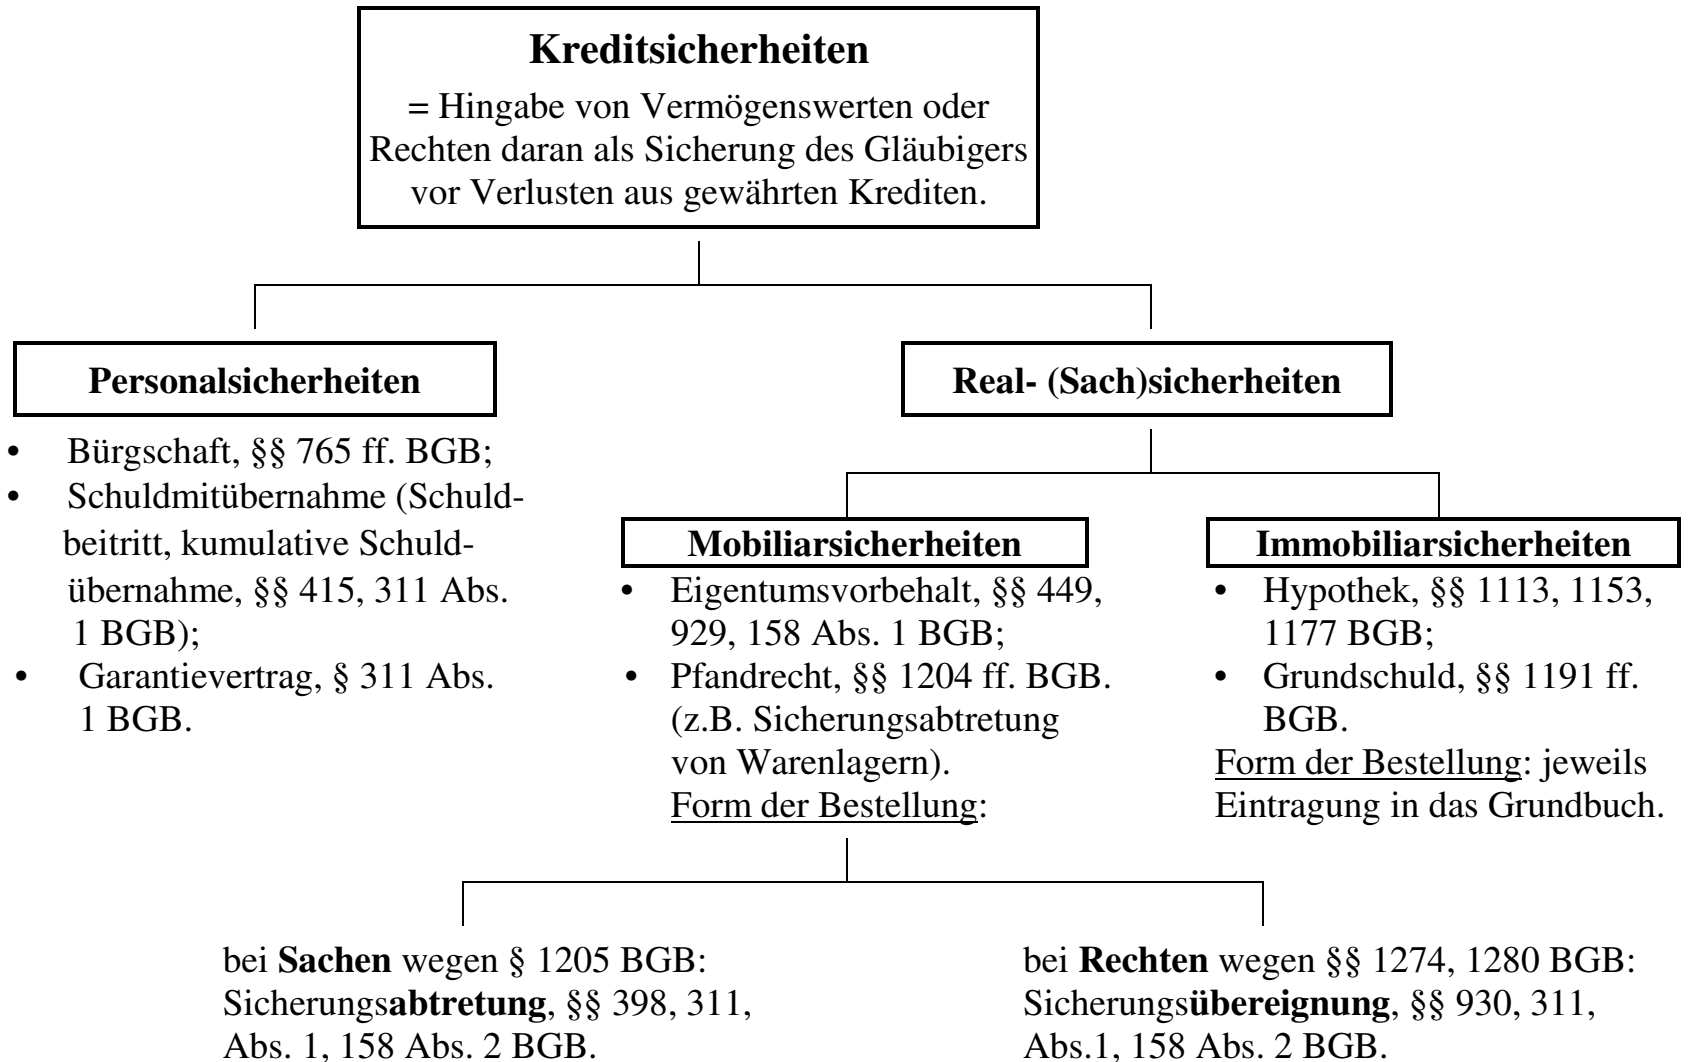 Kreditsicherheiten
= Hingabe von Vermögenswerten oder
Rechten daran als Sicherung des Gläubigers
vor Verlusten aus gewährten Krediten.
Personalsicherheiten
• Bürgschaft, §§ 765 ff. BGB;
• Schuldmitübernahme (Schuld-
beitritt, kumulative Schuld-
übernahme, §§ 415, 311 Abs.
1 BGB);
• Garantievertrag, § 311 Abs.
1 BGB.
Real- (Sach)sicherheiten
Mobiliarsicherheiten
• Eigentumsvorbehalt, §§ 449,
929, 158 Abs. 1 BGB;
• Pfandrecht, §§ 1204 ff. BGB.
(z.B. Sicherungsabtretung
von Warenlagern).
Form der Bestellung:
Immobiliarsicherheiten
• Hypothek, §§ 1113, 1153,
1177 BGB;
• Grundschuld, §§ 1191 ff.
BGB.
Form der Bestellung: jeweils
Eintragung in das Grundbuch.
bei Sachen wegen § 1205 BGB:
Sicherungsabtretung, §§ 398, 311,
Abs. 1, 158 Abs. 2 BGB.
bei Rechten wegen §§ 1274, 1280 BGB:
Sicherungsübereignung, §§ 930, 311,
Abs.1, 158 Abs. 2 BGB.